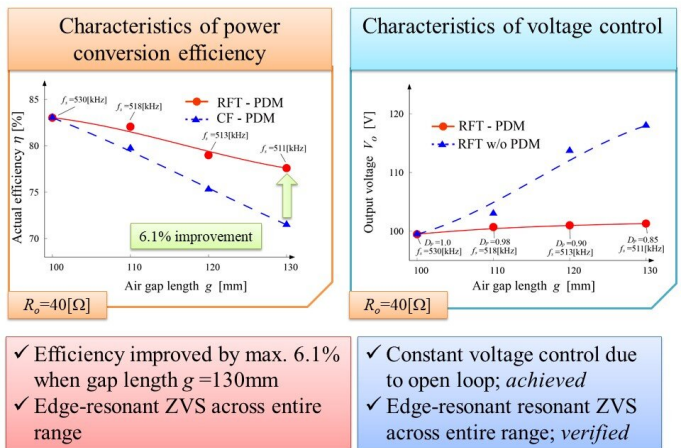 Characteristics of power
conversion efficiency
Actual efficiency η [%]
85
80
75
70
fs=530[kHz]
fs=518[kHz]
fs=513[kHz]
fs=511[kHz]
RFT - PDM
CF - PDM
6.1% improvement
100 110 120 130
Air gap length g [mm]
Ro=40[Ω]
Characteristics of voltage control
Output voltage Vo [V]
120
110
100
RFT - PDM
RFT w/o PDM
DP=1.0
fs=530[kHz]
DP=0.98
fs=518[kHz]
DP=0.90
fs=513[kHz]
DP=0.85
fs=511[kHz]
100 110 120 130
Air gap length g [mm]
Ro=40[Ω]
✓ Efficiency improved by max. 6.1%
when gap length g =130mm
✓ Edge-resonant ZVS across entire
range
✓ Constant voltage control due
to open loop; achieved
✓ Edge-resonant resonant ZVS
across entire range; verified